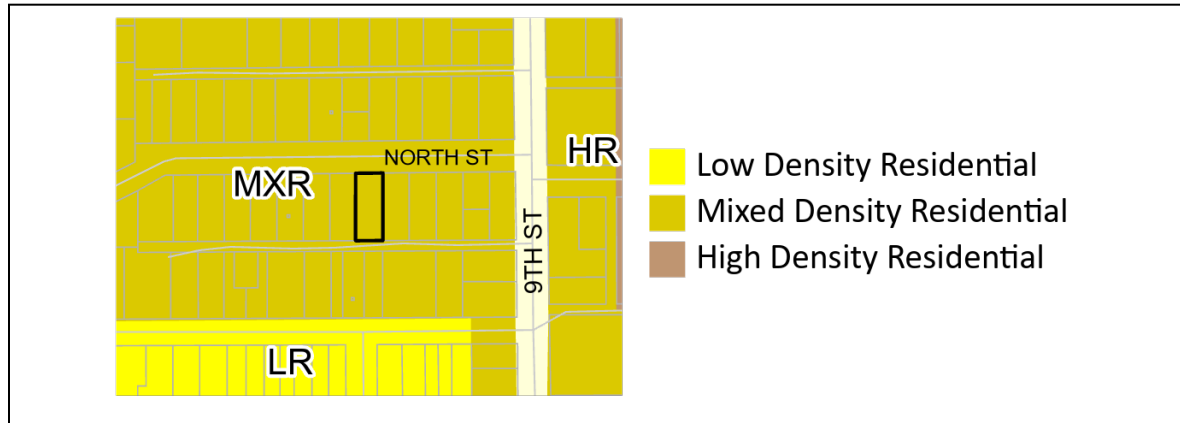 HR
NORTH ST
MXR
9TH ST
LR
Low Density Residential
Mixed Density Residential
High Density Residential